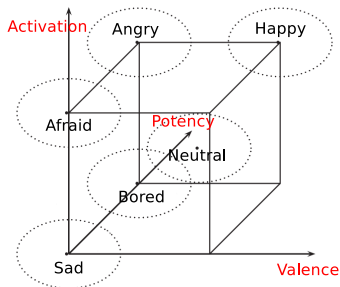 Activation
Angry
Happy
Afraid
Potency
Neutral
Bored
Sad
Valence